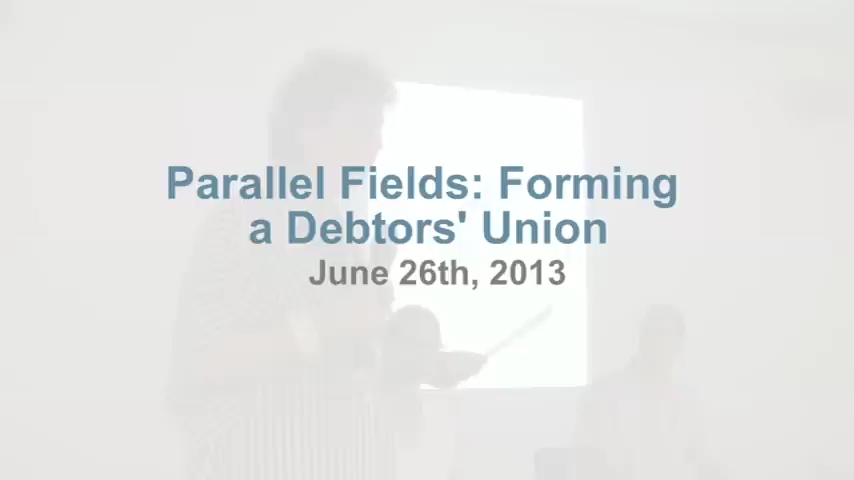 Parallel Fields: Forming
a Debtors' Union
June 26th, 2013